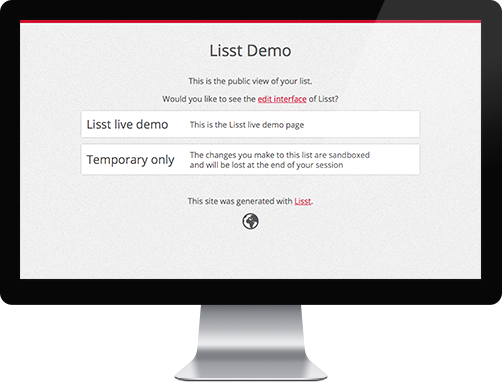 Lisst Demo
This is the public view of your list.
Would you like to see the edit interface of Lisst?
Lisst live demo
This is the Lisst live demo page
Temporary only
The changes you make to this list are sandboxed
and will be lost at the end of your session
This site was generated with Lisst.